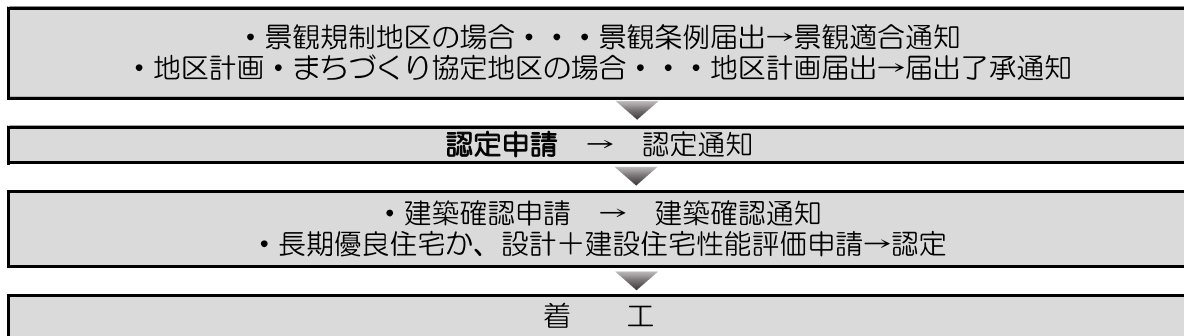 ・景観規制地区の場合・・・景観条例届出→景観適合通知
・地区計画・まちづくり協定地区の場合・・・地区計画届出→届出了承通知
認定申請　→　認定通知
・建築確認申請　→　建築確認通知
・長期優良住宅か、設計＋建設住宅性能評価申請→認定
着　　工